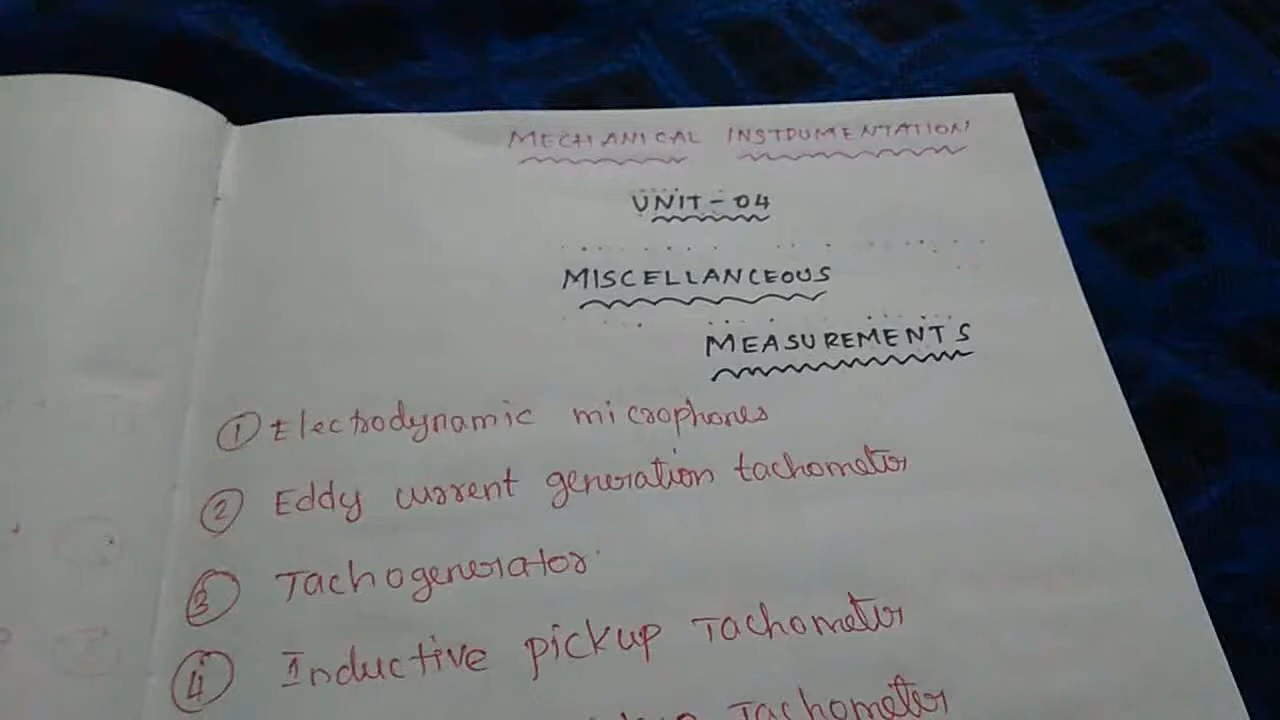 MECHANICAL INSTRUMENTATION
UNIT - 04
MISCELLANCEOUS
MEASUREMENTS
① Electrodynamic microphones
② Eddy current generation tachometer
③ Tachogenerator
④ Inductive pickup Tachometer
Tachometer